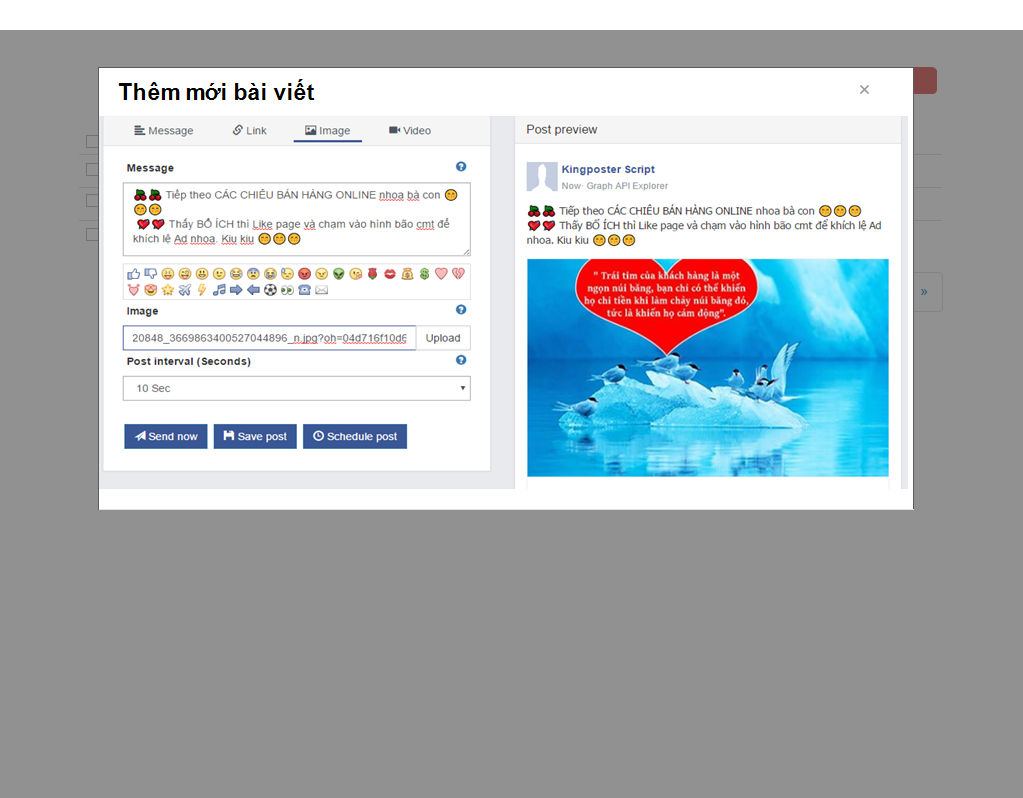 Thêm mới bài viết
×
Message
Link
Image
Video
Message
Tiếp theo CÁC CHIÊU BÁN HÀNG ONLINE nhoa bà con
Thấy BỔ ÍCH thì Like page và chạm vào hình bão cmt để
khích lệ Ad nhoa. Kiu kiu
Image
20848_3669863400527044896_n.jpg?oh=04d716f10d6
Upload
Post interval (Seconds)
10 Sec
Send now
Save post
Schedule post
Post preview
Kingposter Script
Now· Graph API Explorer
Tiếp theo CÁC CHIÊU BÁN HÀNG ONLINE nhoa bà con
Thấy BỔ ÍCH thì Like page và chạm vào hình bão cmt để khích lệ Ad
nhoa. Kiu kiu
" Trái tim của khách hàng là một
ngọn núi băng, bạn chỉ có thể khiến
họ chi tiền khi làm chảy núi băng đó,
tức là khiến họ cảm động".
»